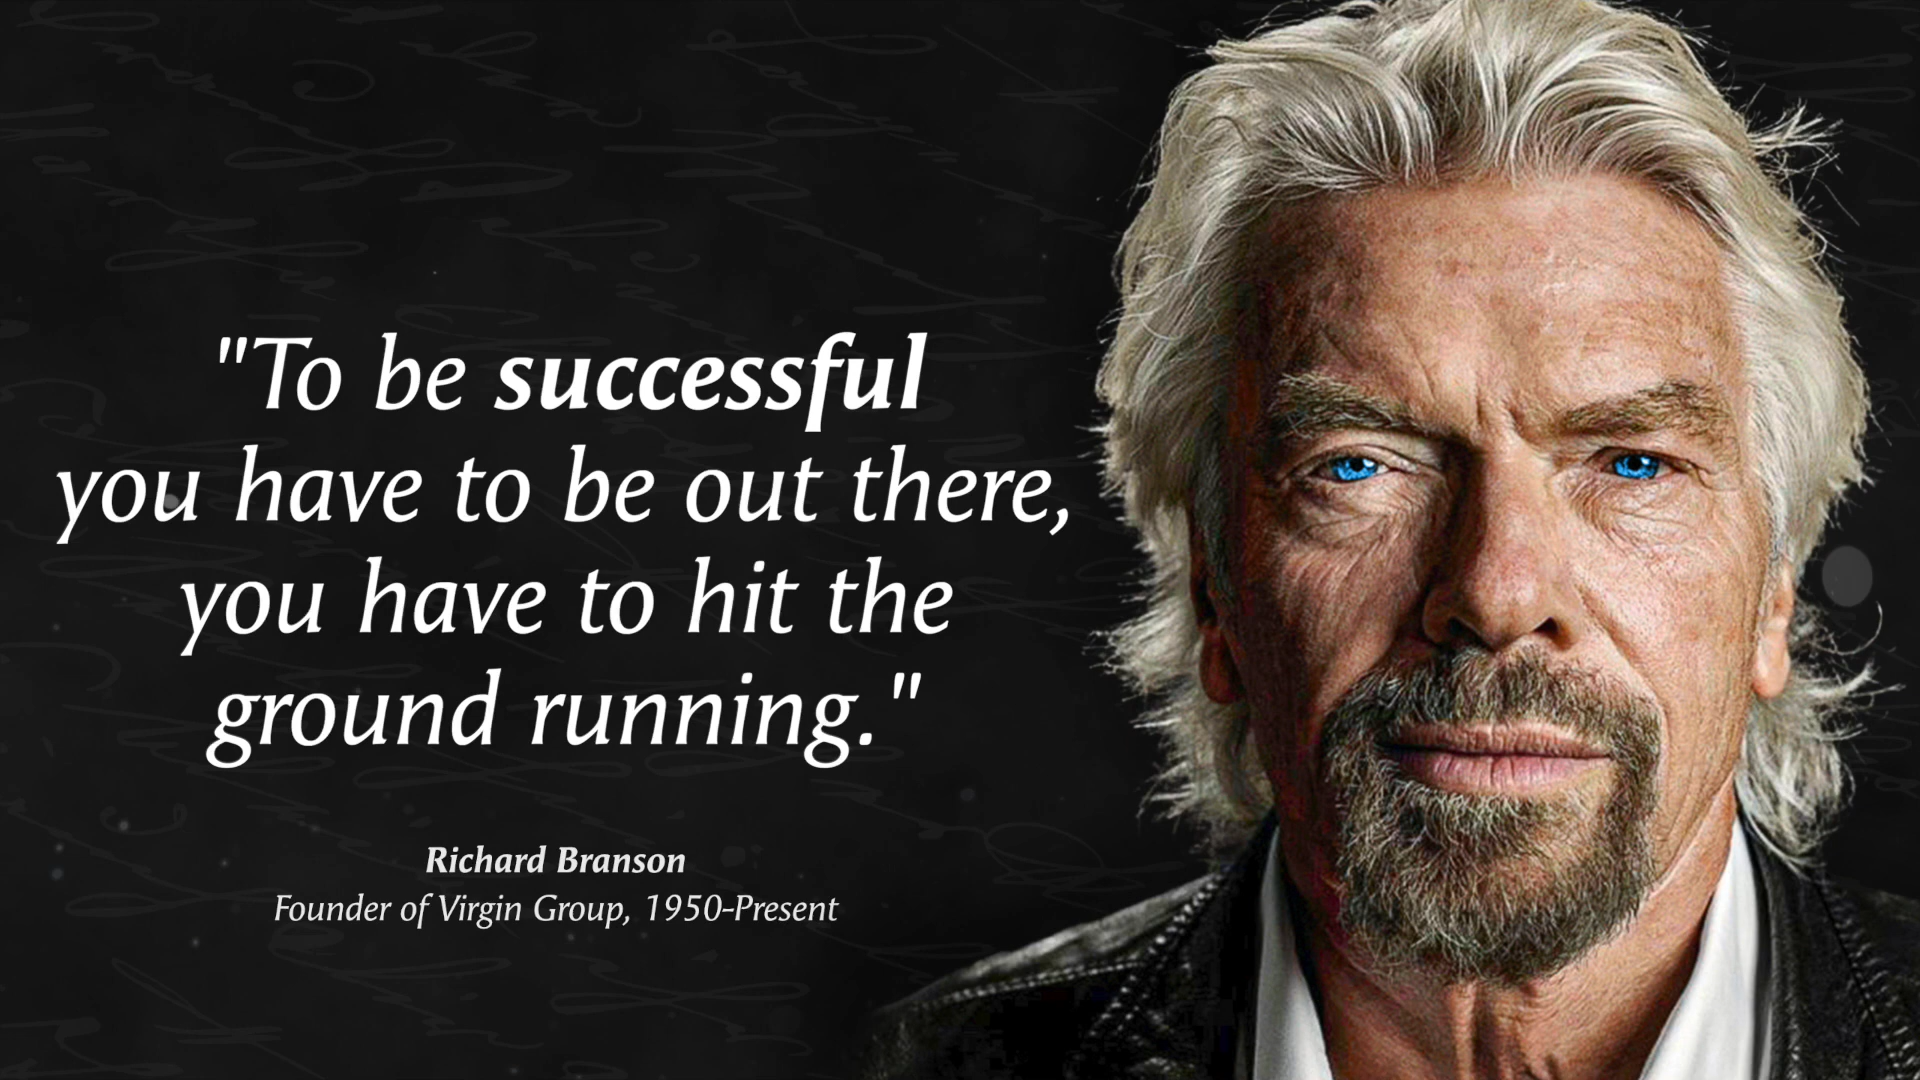 "To be successful
you have to be out there,
you have to hit the
ground running."
Richard Branson
Founder of Virgin Group, 1950-Present